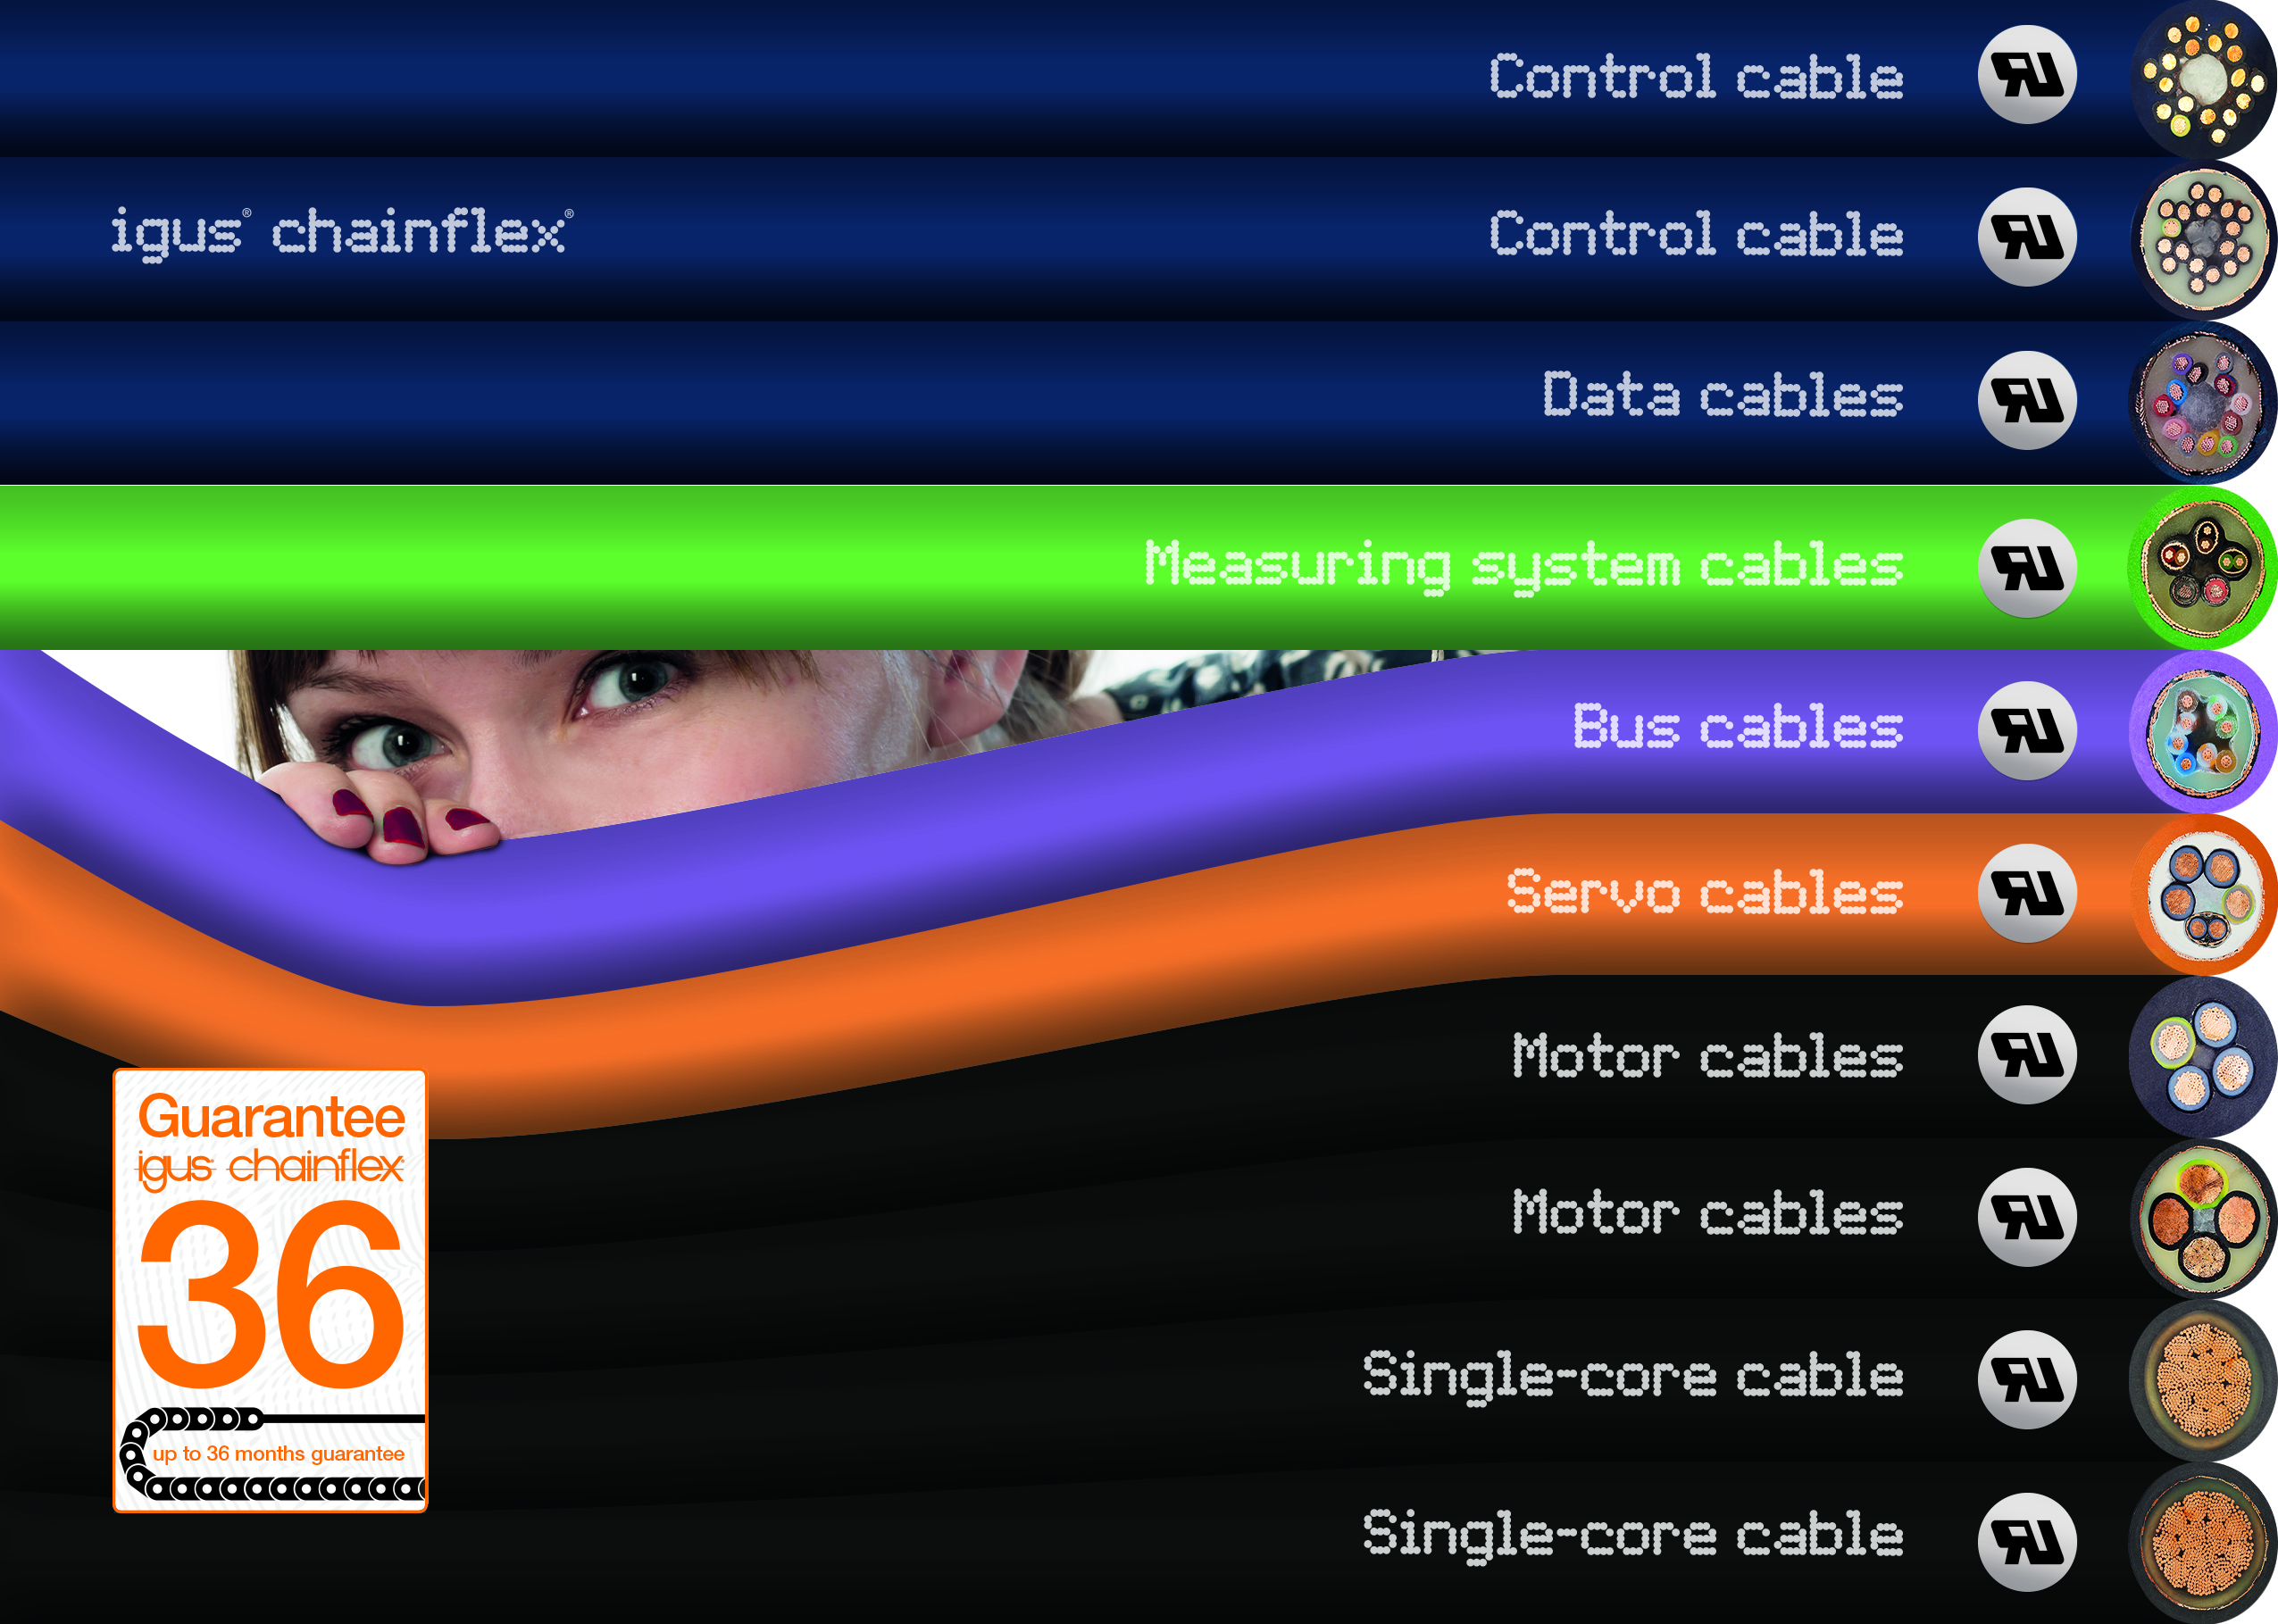 Control cable
igus® chainflex®
Control cable
Data cables
Measuring system cables
Bus cables
Servo cables
Motor cables
Motor cables
Single-core cable
Single-core cable
Guarantee
igus® chainflex®
36
up to 36 months guarantee